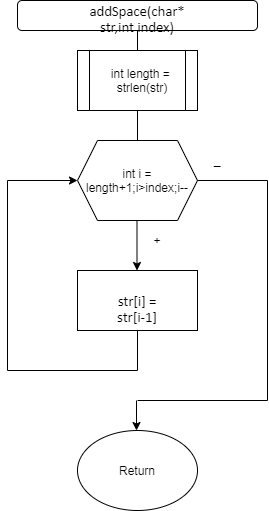 addSpace(char*
str,int index)
int length =
strlen(str)
int i =
length+1;i>index;i--
–
+
str[i] =
str[i-1]
Return